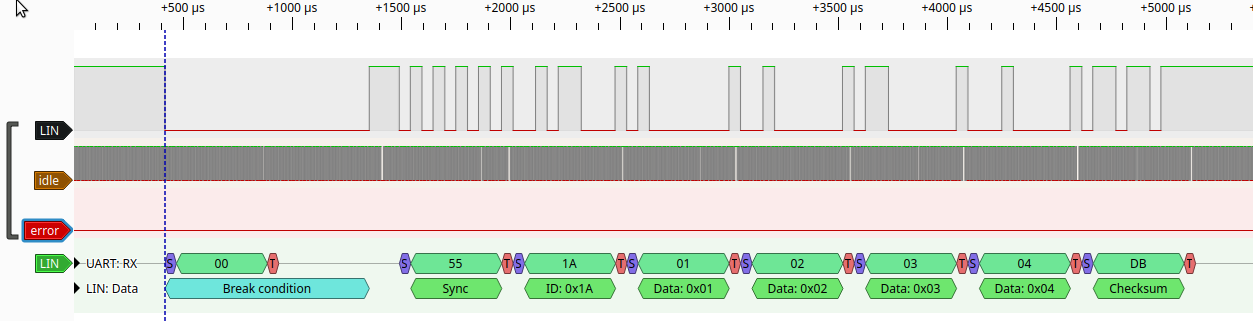 +500 µs +1000 µs +1500 µs +2000 µs +2500 µs +3000 µs +3500 µs +4000 µs +4500 µs +5000 µs
LIN
idle
error
LIN UART: RX S 00 T S 55 T S 1A T S 01 T S 02 T S 03 T S 04 T S DB T
LIN: Data Break condition Sync ID: 0x1A Data: 0x01 Data: 0x02 Data: 0x03 Data: 0x04 Checksum